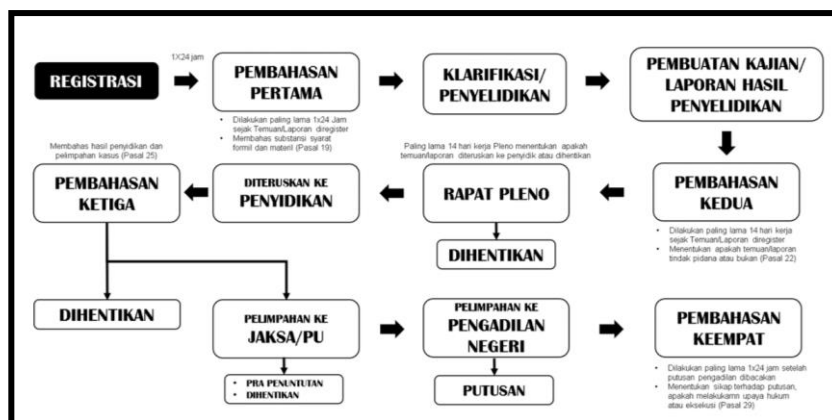 1X24 jam
REGISTRASI
PEMBAHASAN
PERTAMA
• Dilakukan paling lama 1x24 Jam
sejak Temuan/Laporan diregister
• Membahas substansi syarat
formil dan materil (Pasal 19)
KLARIFIKASI/
PENYELIDIKAN
PEMBUATAN KAJIAN/
LAPORAN HASIL
PENYELIDIKAN
PEMBAHASAN
KEDUA
• Dilakukan paling lama 14 hari kerja
sejak Temuan/Laporan diregister
• Menentukan apakah temuan/laporan
tindak pidana atau bukan (Pasal 22)
Paling lama 14 hari kerja Pleno menentukan apakah
temuan/laporan diteruskan ke penyidik atau dihentikan
RAPAT PLENO
DIHENTIKAN
DITERUSKAN KE
PENYIDIKAN
Membahas hasil penyidikan dan
pelimpahan kasus (Pasal 25)
PEMBAHASAN
KETIGA
DIHENTIKAN
PELIMPAHAN KE
JAKSA/PU
• PRA PENUNTUTAN
• DIHENTIKAN
PELIMPAHAN KE
PENGADILAN
NEGERI
PUTUSAN
PEMBAHASAN
KEEMPAT
• Dilakukan paling lama 1x24 jam setelah
putusan pengadilan dibacakan
• Menentukan sikap terhadap putusan,
apakah melakukamn upaya hukum
atau eksekusi (Pasal 29)